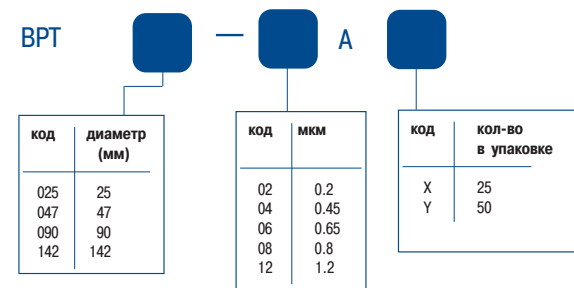 ВРТ — А
код диаметр (мм)
025 25
047 47
090 90
142 142
код мкм
02 0.2
04 0.45
06 0.65
08 0.8
12 1.2
код кол-во в упаковке
X 25
Y 50